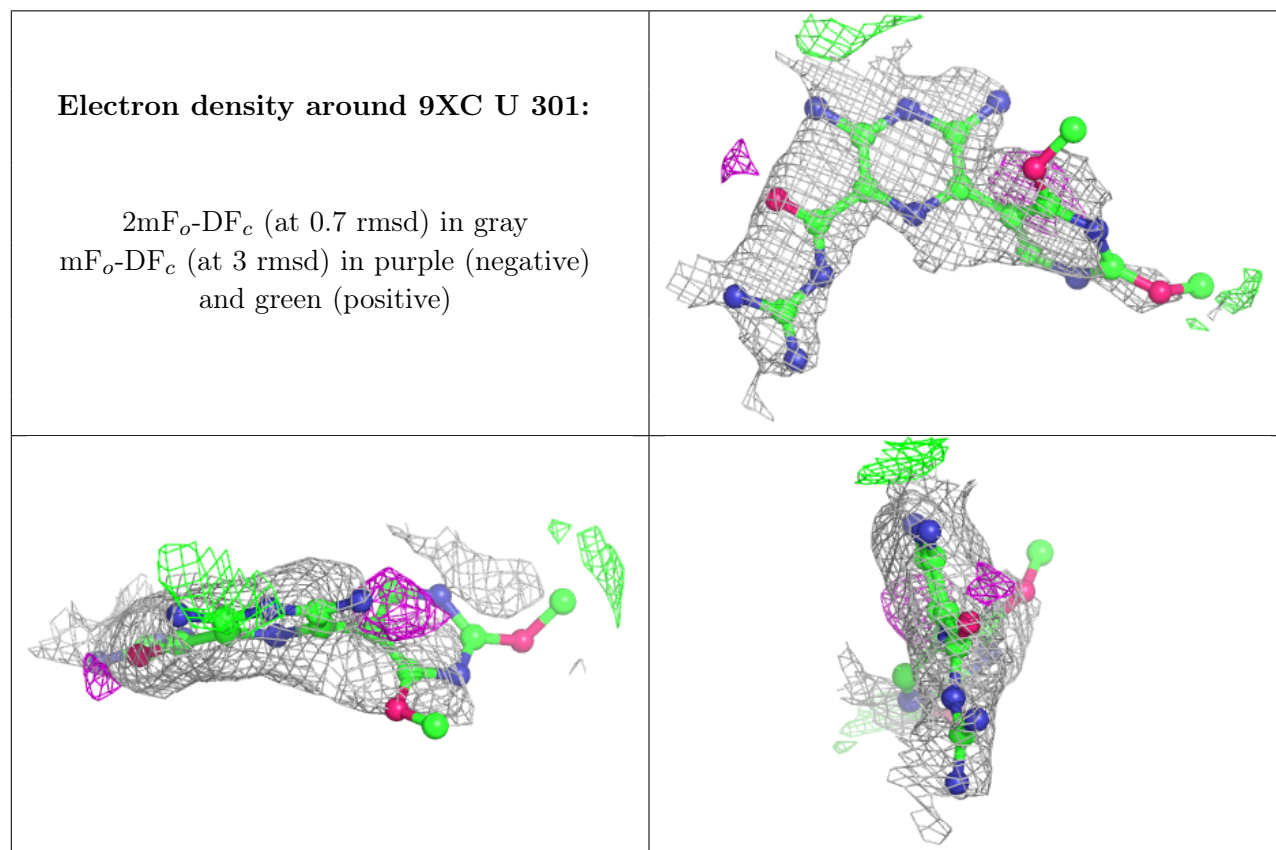 Electron density around 9XC U 301:
2mFo-DFc (at 0.7 rmsd) in gray
mFo-DFc (at 3 rmsd) in purple (negative)
and green (positive)